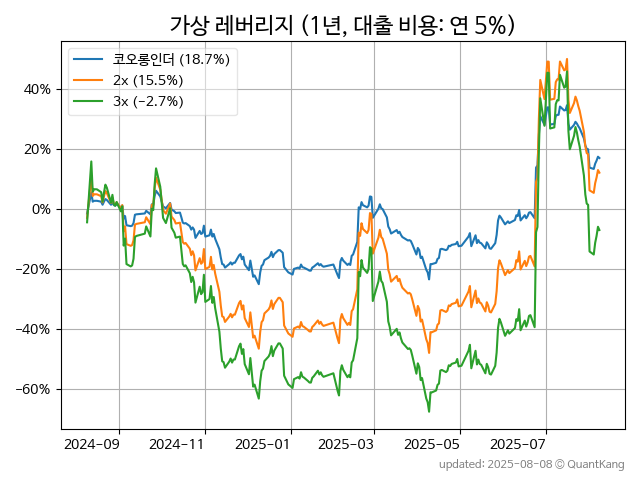 가상 레버리지 (1년, 대출 비용: 연 5%)
코오롱인더 (18.7%)
2x (15.5%)
3x (−2.7%)
40%
20%
0%
−20%
−40%
−60%
2024-09 2024-11 2025-01 2025-03 2025-05 2025-07
updated: 2025-08-08 © QuantKang